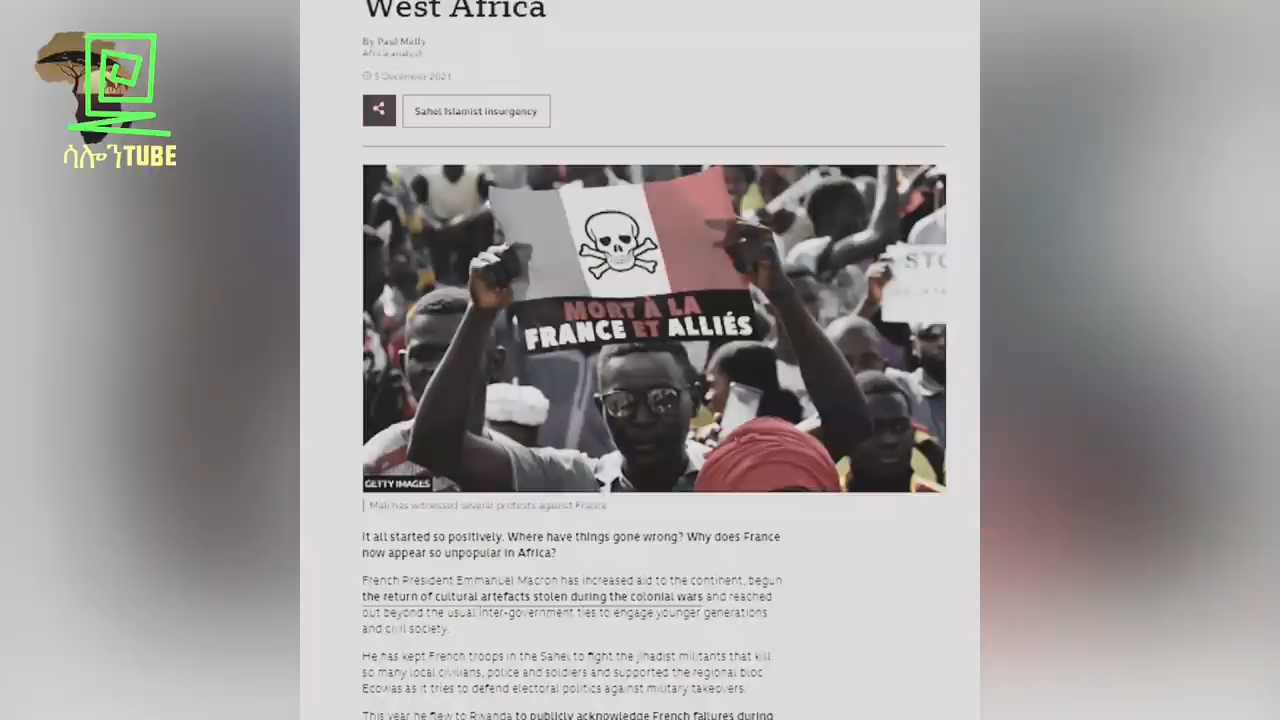 West Africa
By Paul Melly
Africa analyst
5 December 2021
Sahel Islamist insurgency
ሳሎንTUBE
STO
MORT À LA
FRANCE ET ALLIÉS
GETTY IMAGES
Mali has witnessed several protests against France
It all started so positively. Where have things gone wrong? Why does France
now appear so unpopular in Africa?
French President Emmanuel Macron has increased aid to the continent, begun
the return of cultural artefacts stolen during the colonial wars and reached
out beyond the usual inter-government ties to engage younger generations
and civil society.
He has kept French troops in the Sahel to fight the jihadist militants that kill
so many local civilians, police and soldiers and supported the regional bloc
Ecowas as it tries to defend electoral politics against military takeovers.
This year he flew to Rwanda to publicly acknowledge French failures during